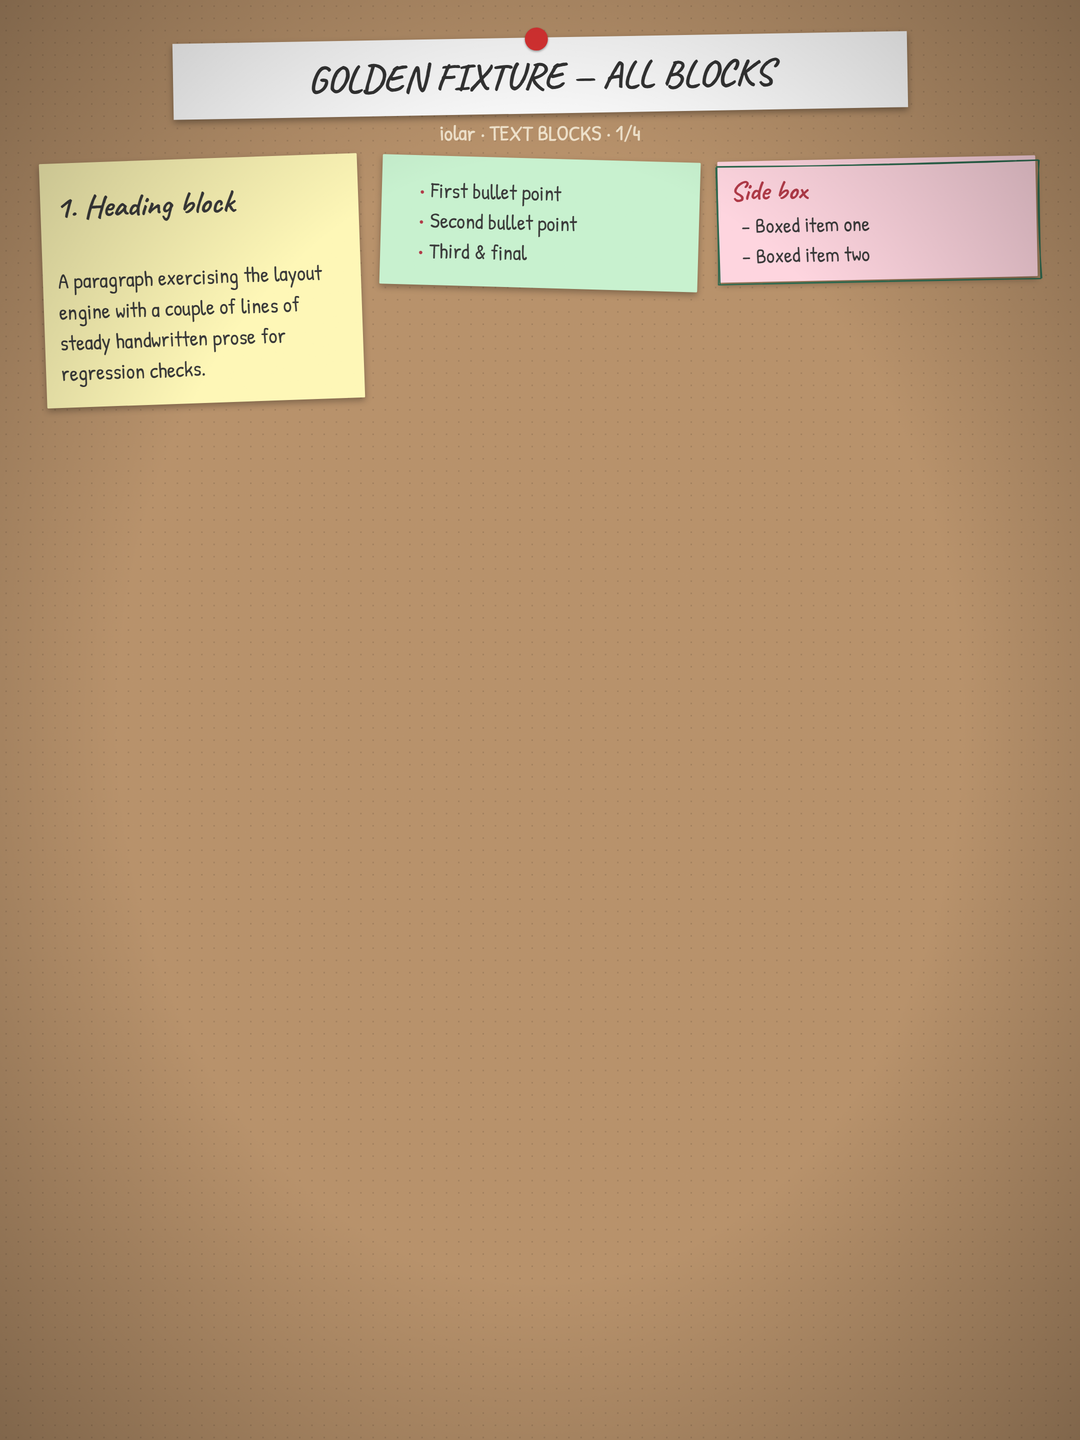 GOLDEN FIXTURE – ALL BLOCKS
iolar · TEXT BLOCKS · 1/4
1. Heading block
A paragraph exercising the layout
engine with a couple of lines of
steady handwritten prose for
regression checks.
• First bullet point
• Second bullet point
• Third & final
Side box
– Boxed item one
– Boxed item two